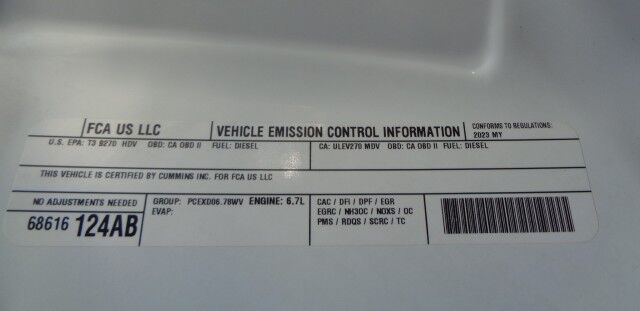 FCA US LLC
VEHICLE EMISSION CONTROL INFORMATION
CONFORMS TO REGULATIONS:
2023 MY
U.S. EPA: T3 B270 HDV OBD: CA OBD II FUEL: DIESEL
CA: ULEV270 MDV OBD: CA OBD II FUEL: DIESEL
THIS VEHICLE IS CERTIFIED BY CUMMINS INC. FOR FCA US LLC
NO ADJUSTMENTS NEEDED
68616 124AB
GROUP: PCEXD06.78WV ENGINE: 6.7L
EVAP:
CAC / DFI / DPF / EGR
EGRC / NH3OC / NOXS / OC
PMS / RDQS / SCRC / TC